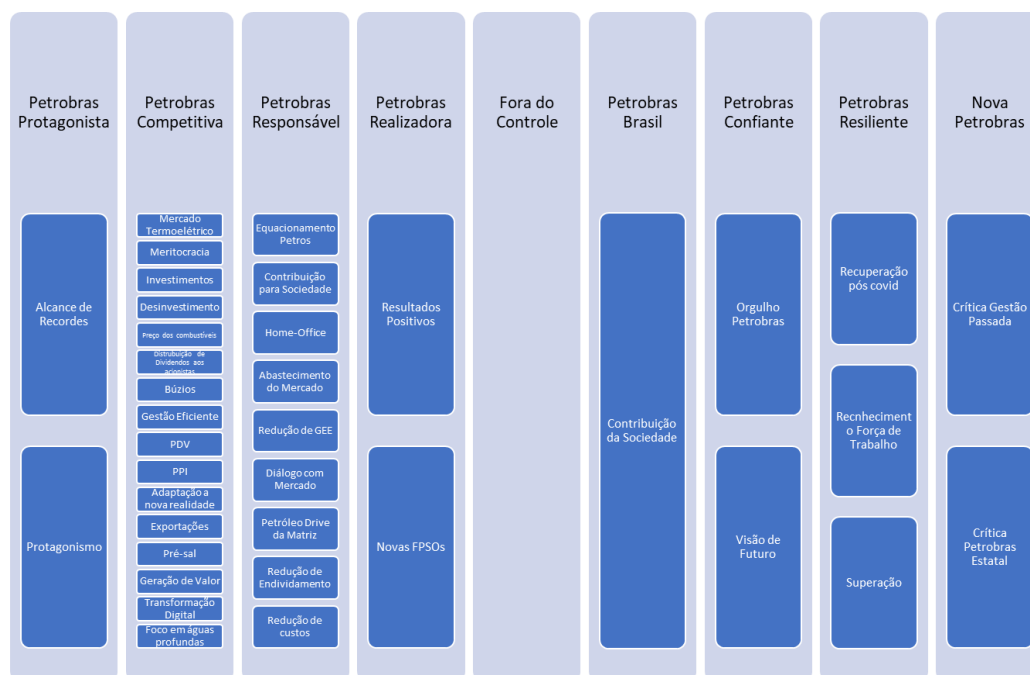 Petrobras
Protagonista
Alcance de
Recordes
Protagonismo
Petrobras
Competitiva
Mercado
Termoelétrico
Meritocracia
Investimentos
Desinvestimento
Preço dos combustíveis
Distrubuição de
Dividendos aos
acionistas
Búzios
Gestão Eficiente
PDV
PPI
Adaptação a
nova realidade
Exportações
Pré-sal
Geração de Valor
Transformação
Digital
Foco em águas
profundas
Petrobras
Responsável
Equacionamento
Petros
Contribuição
para Sociedade
Home-Office
Abastecimento
do Mercado
Redução de GEE
Diálogo com
Mercado
Petróleo Drive
da Matriz
Redução de
Endividamento
Redução de
custos
Petrobras
Realizadora
Resultados
Positivos
Novas FPSOs
Fora do
Controle
Petrobras
Brasil
Contribuição
da Sociedade
Petrobras
Confiante
Orgulho
Petrobras
Visão de
Futuro
Petrobras
Resiliente
Recuperação
pós covid
Recnheciment
o Força de
Trabalho
Superação
Nova
Petrobras
Crítica Gestão
Passada
Crítica
Petrobras
Estatal